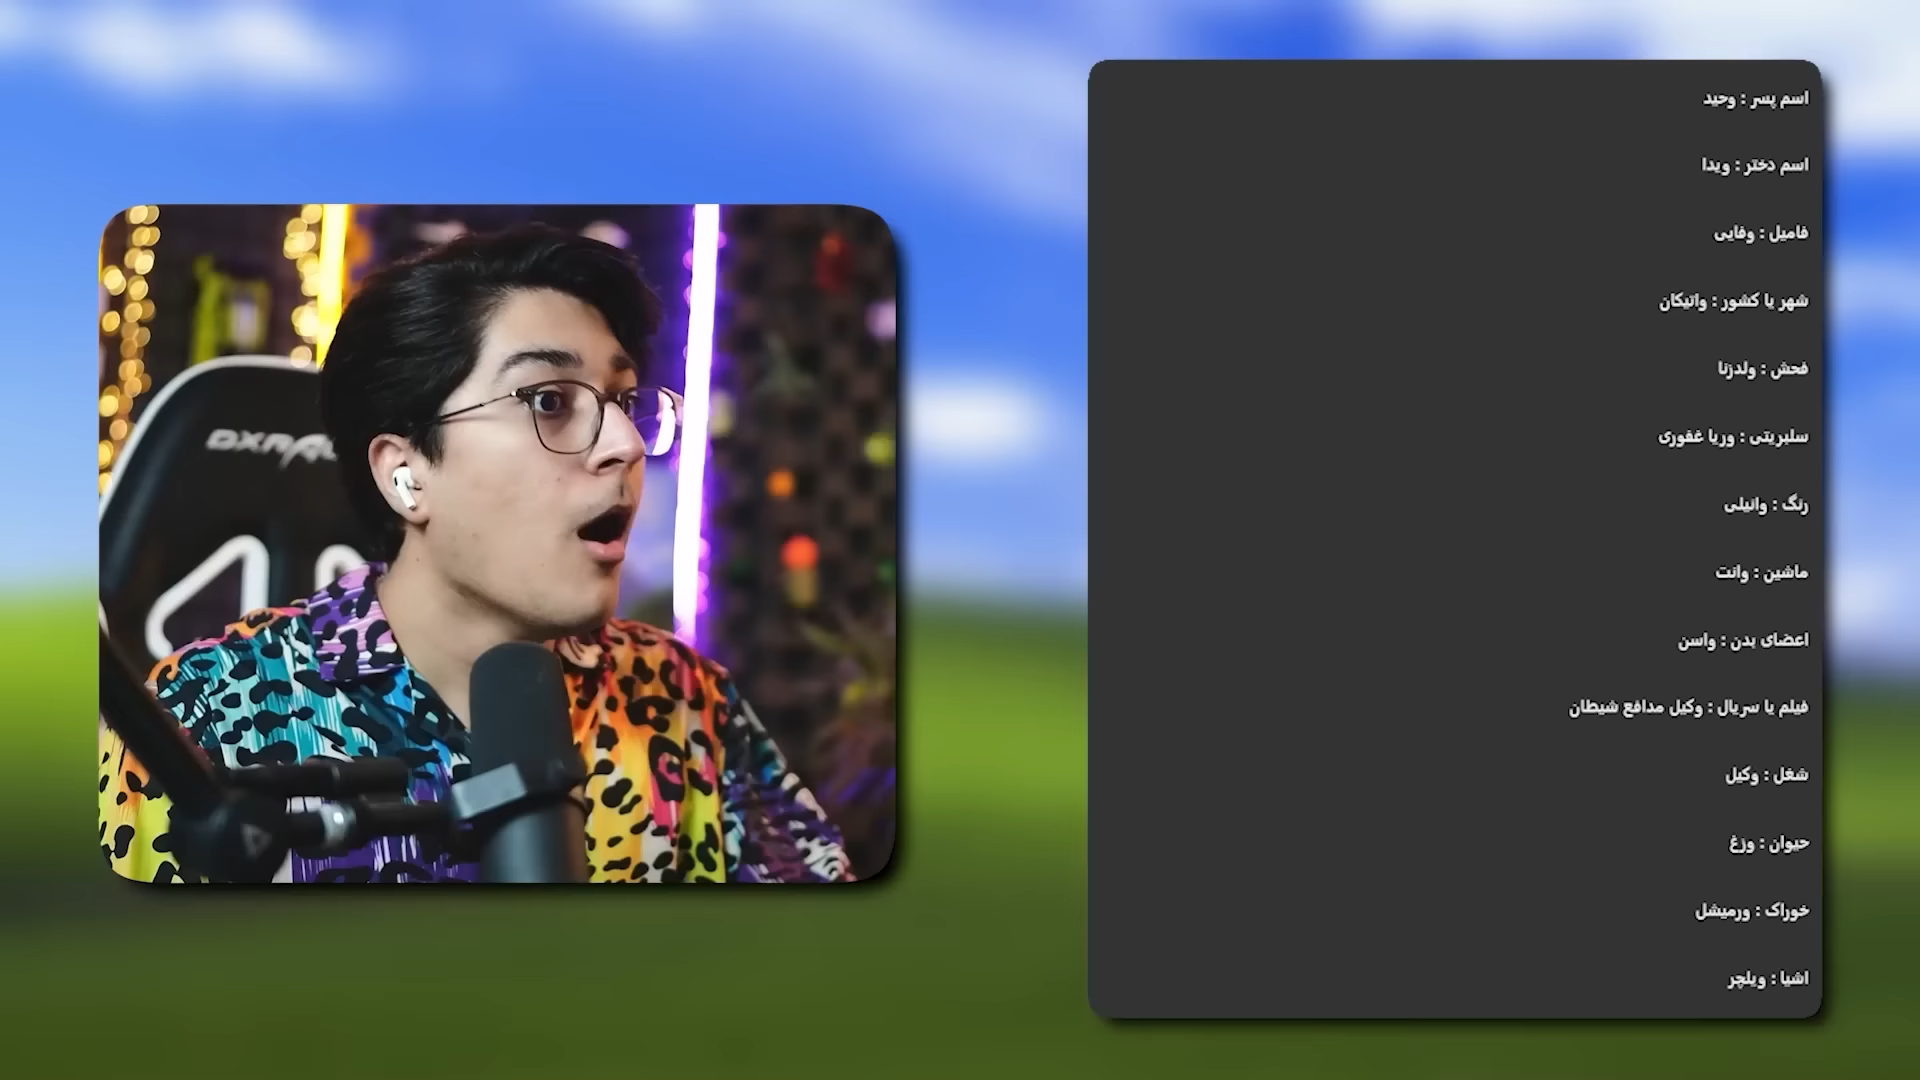 DXRA
اسم پسر : وحید
اسم دختر : ویدا
فامیل : وفایی
شهر یا کشور : واتیکان
فحش : ولدزنا
سلبریتی : وریا غفوری
رنگ : وانیلی
ماشین : وانت
اعضای بدن : واسن
فیلم یا سریال : وکیل مدافع شیطان
شغل : وکیل
حیوان : وزغ
خوراک : ورمیشل
اشیا : ویلچر